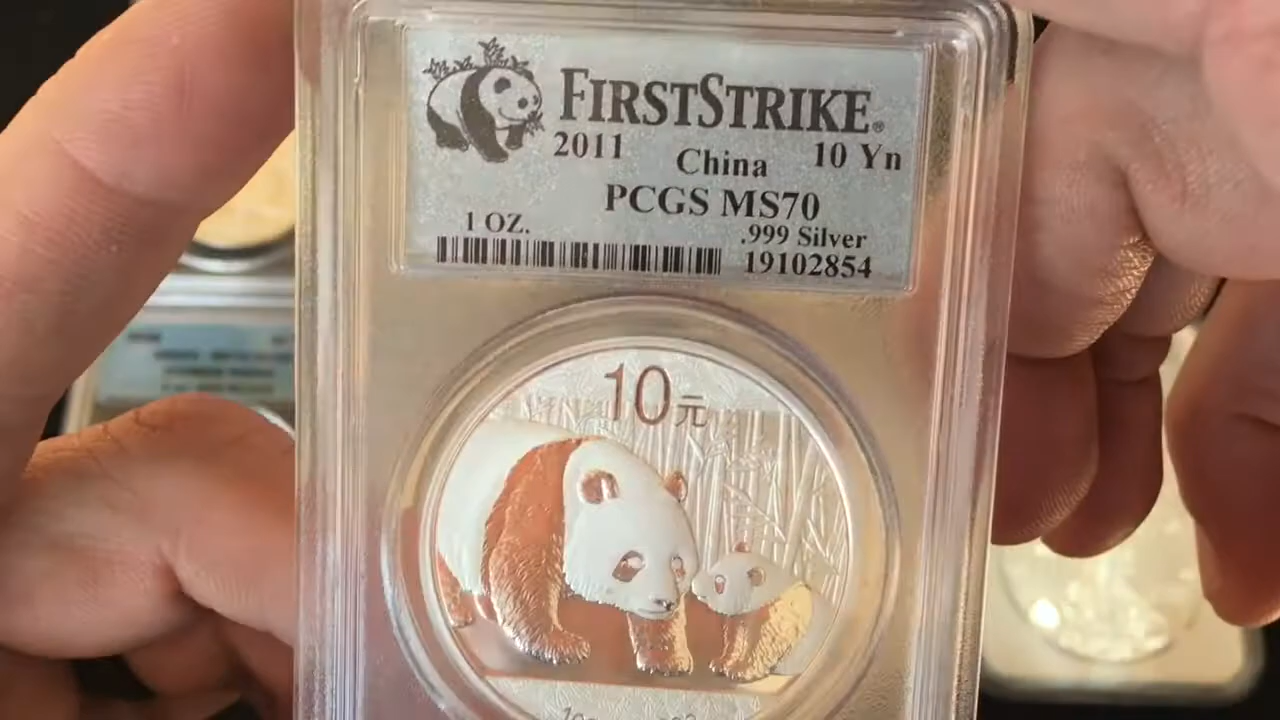 FIRSTSTRIKE®
2011 China 10 Yn
PCGS MS70
1 OZ. .999 Silver
19102854
10元